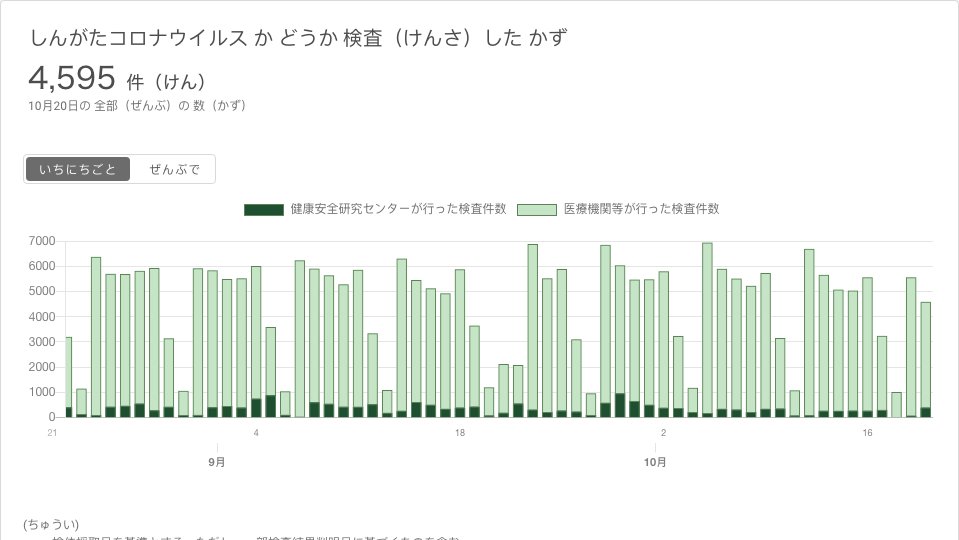 しんがたコロナウイルス か どうか 検査（けんさ）した かず
4,595 件（けん）
10月20日の 全部（ぜんぶ）の 数（かず）
いちにちごと ぜんぶで
健康安全研究センターが行った検査件数 医療機関等が行った検査件数
7000
6000
5000
4000
3000
2000
1000
0
21 4 18 2 16
9月 10月
(ちゅうい)